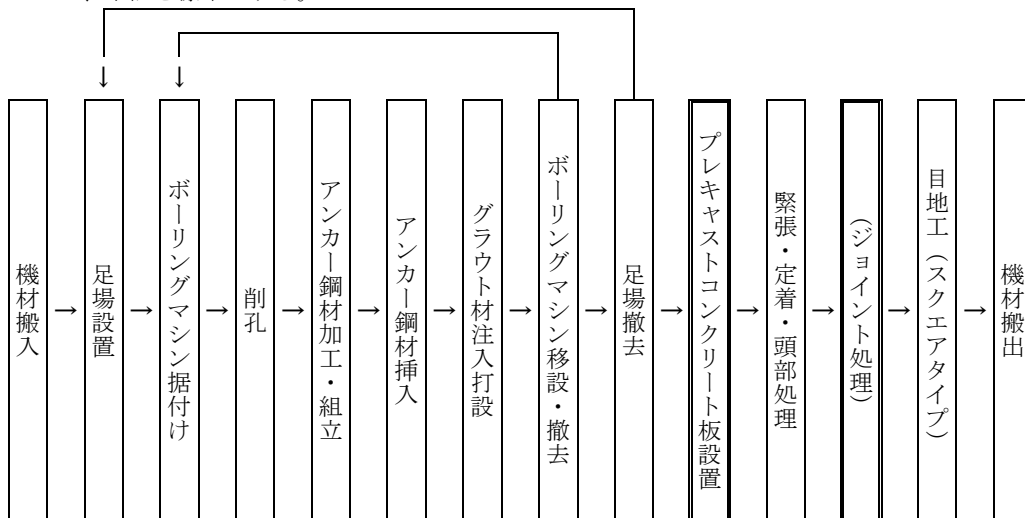 機材搬入
→
足場設置
→
ボーリングマシン据付け
→
削孔
→
アンカー鋼材加工・組立
→
アンカー鋼材挿入
→
グラウト材注入打設
→
ボーリングマシン移設・撤去
→
足場撤去
→
プレキャストコンクリート板設置
→
緊張・定着・頭部処理
→
(ジョイント処理)
→
目地工(スクエアタイプ)
→
機材搬出